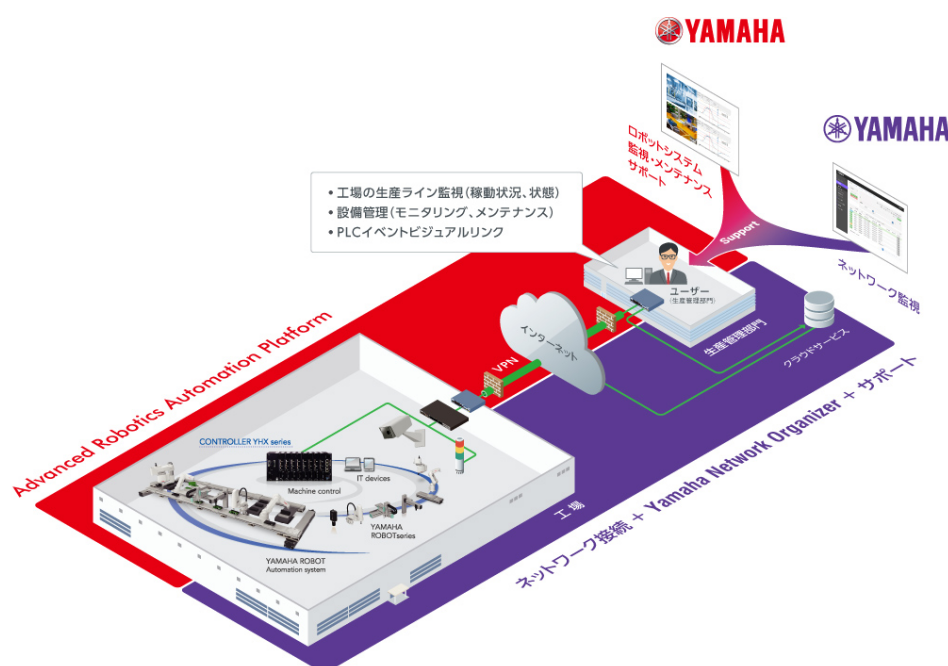 YAMAHA
YAMAHA
ロボットシステム
監視・メンテナンス
サポート
• 工場の生産ライン監視(稼動状況、状態)
• 設備管理(モニタリング、メンテナンス)
• PLCイベントビジュアルリンク
Support
ネットワーク監視
ユーザー
(生産管理部門)
生産管理部門
クラウドサービス
インターネット
VPN
Advanced Robotics Automation Platform
CONTROLLER YHX series
Machine control
IT devices
YAMAHA
ROBOTseries
YAMAHA ROBOT
Automation system
工場
ネットワーク接続 + Yamaha Network Organizer + サポート